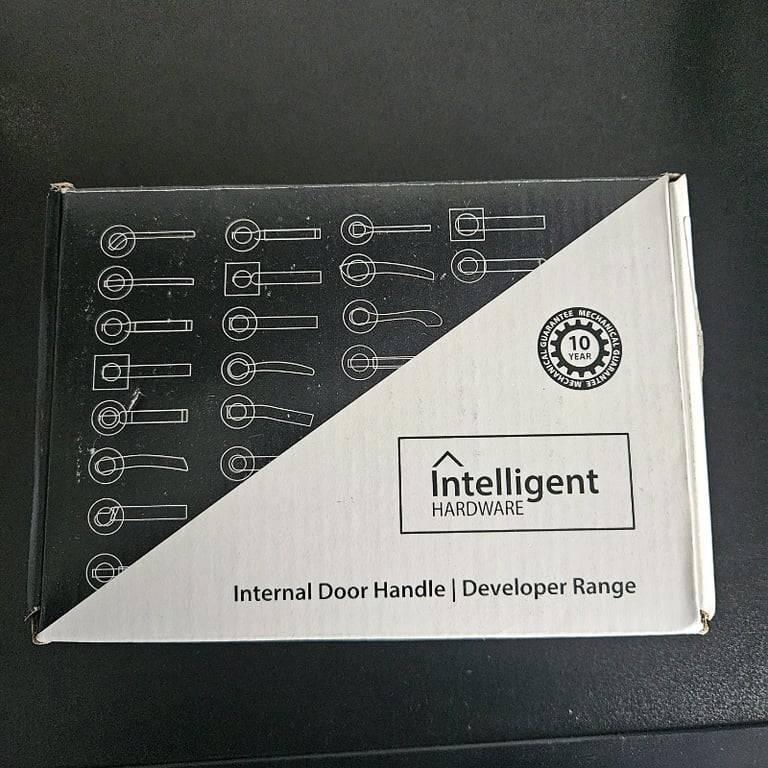 MECHANICAL GUARANTEE MECHANICAL GUARANTEE
10
YEAR
Intelligent
HARDWARE
Internal Door Handle | Developer Range